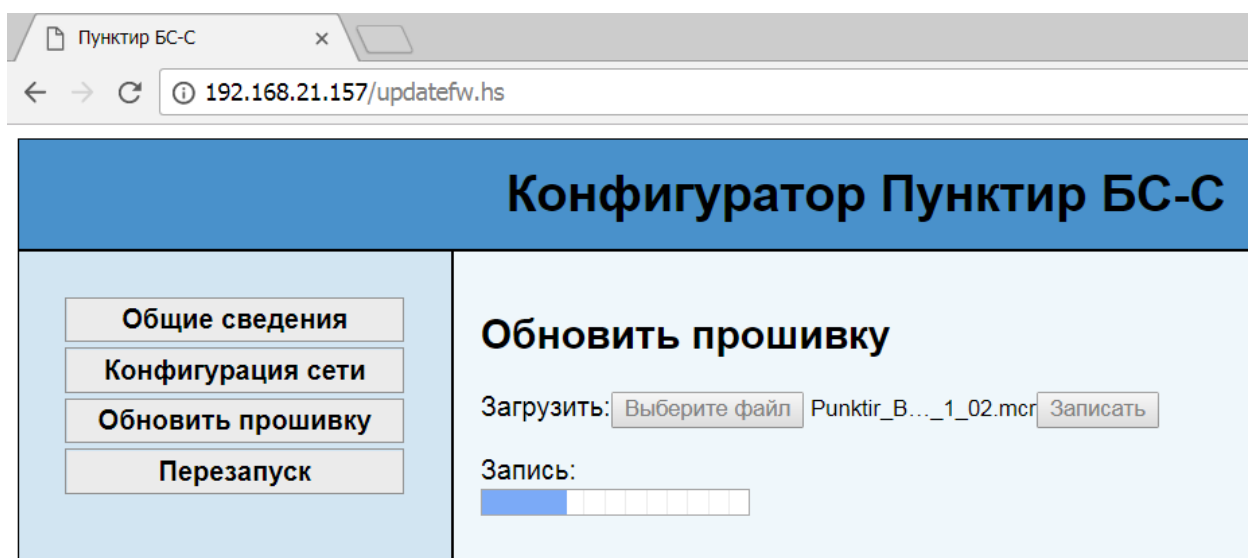 Пунктир БС-С
192.168.21.157/updatefw.hs
Конфигуратор Пунктир БС-С
Общие сведения
Конфигурация сети
Обновить прошивку
Перезапуск
Обновить прошивку
Загрузить: Выберите файл Punktir_B..._1_02.mcr Записать
Запись: